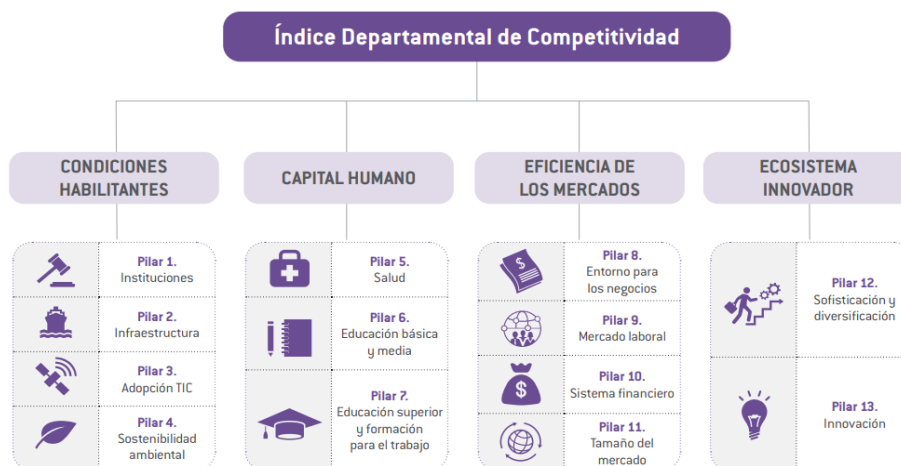 Índice Departamental de Competitividad
CONDICIONES
HABILITANTES
Pilar 1.
Instituciones
Pilar 2.
Infraestructura
Pilar 3.
Adopción TIC
Pilar 4.
Sostenibilidad
ambiental
CAPITAL HUMANO
Pilar 5.
Salud
Pilar 6.
Educación básica
y media
Pilar 7.
Educación superior
y formación
para el trabajo
EFICIENCIA DE
LOS MERCADOS
$
Pilar 8.
Entorno para
los negocios
Pilar 9.
Mercado laboral
$
Pilar 10.
Sistema financiero
Pilar 11.
Tamaño del
mercado
ECOSISTEMA
INNOVADOR
Pilar 12.
Sofisticación y
diversificación
Pilar 13.
Innovación